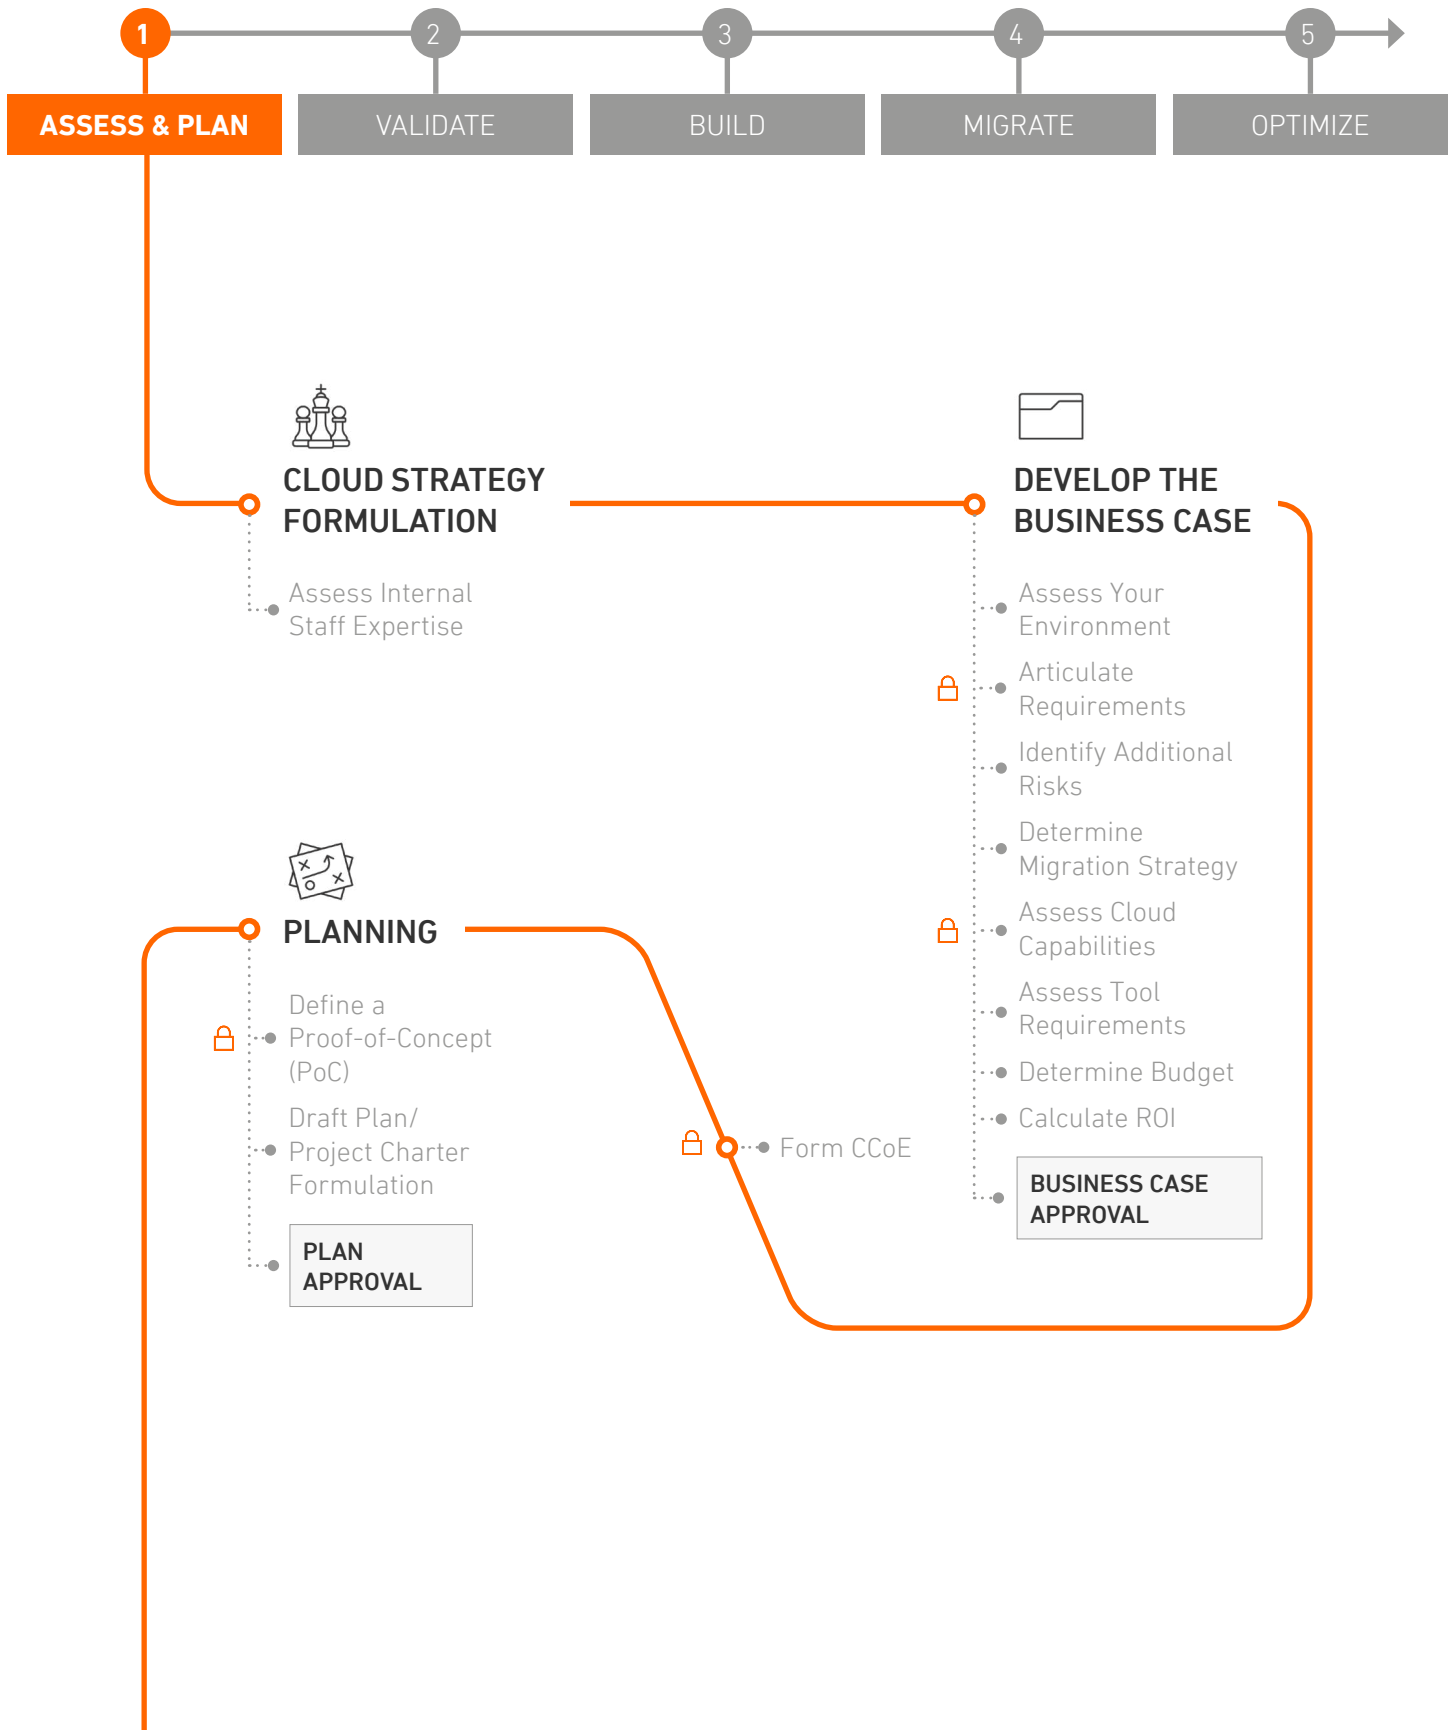 1
2
3
4
5
ASSESS & PLAN
VALIDATE
BUILD
MIGRATE
OPTIMIZE
CLOUD STRATEGY
FORMULATION
Assess Internal
Staff Expertise
DEVELOP THE
BUSINESS CASE
Assess Your
Environment
Articulate
Requirements
Identify Additional
Risks
Determine
Migration Strategy
Assess Cloud
Capabilities
Assess Tool
Requirements
Determine Budget
Calculate ROI
BUSINESS CASE
APPROVAL
Form CCoE
PLANNING
Define a
Proof-of-Concept
(PoC)
Draft Plan/
Project Charter
Formulation
PLAN
APPROVAL